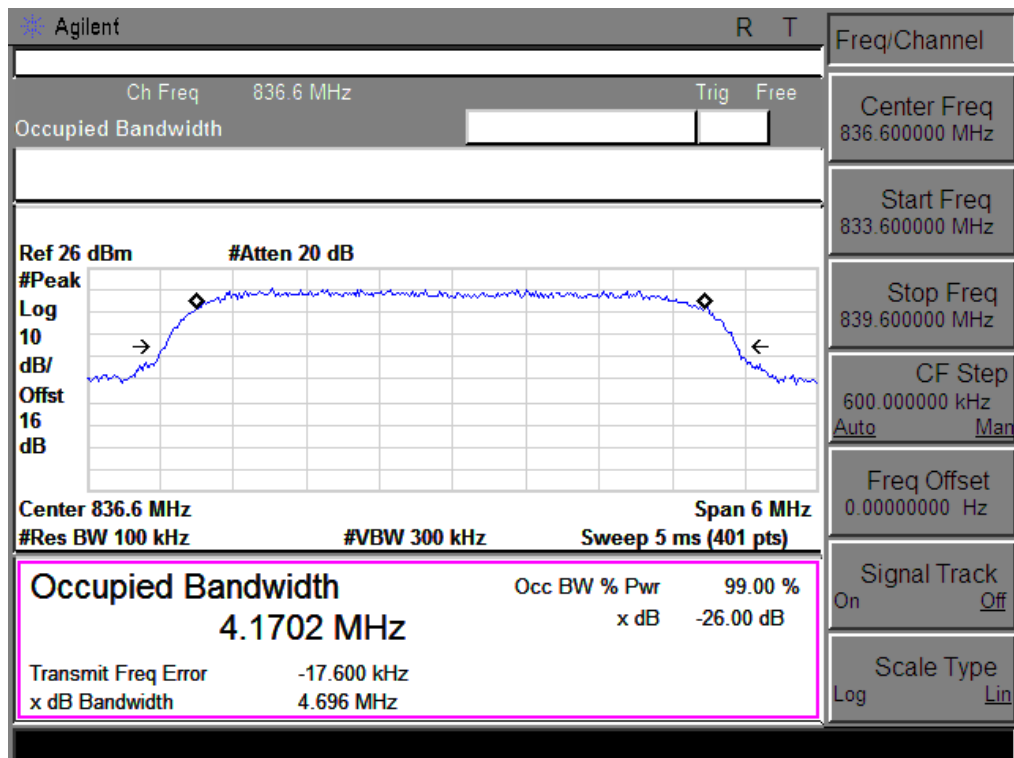 Agilent R T
Ch Freq 836.6 MHz Trig Free
Occupied Bandwidth
Ref 26 dBm #Atten 20 dB
#Peak
Log
10
dB/
Offst
16
dB
Center 836.6 MHz Span 6 MHz
#Res BW 100 kHz #VBW 300 kHz Sweep 5 ms (401 pts)
Occupied Bandwidth Occ BW % Pwr 99.00 %
4.1702 MHz x dB -26.00 dB
Transmit Freq Error -17.600 kHz
x dB Bandwidth 4.696 MHz
Freq/Channel
Center Freq
836.600000 MHz
Start Freq
833.600000 MHz
Stop Freq
839.600000 MHz
CF Step
600.000000 kHz
Auto Man
Freq Offset
0.00000000 Hz
Signal Track
On Off
Scale Type
Log Lin